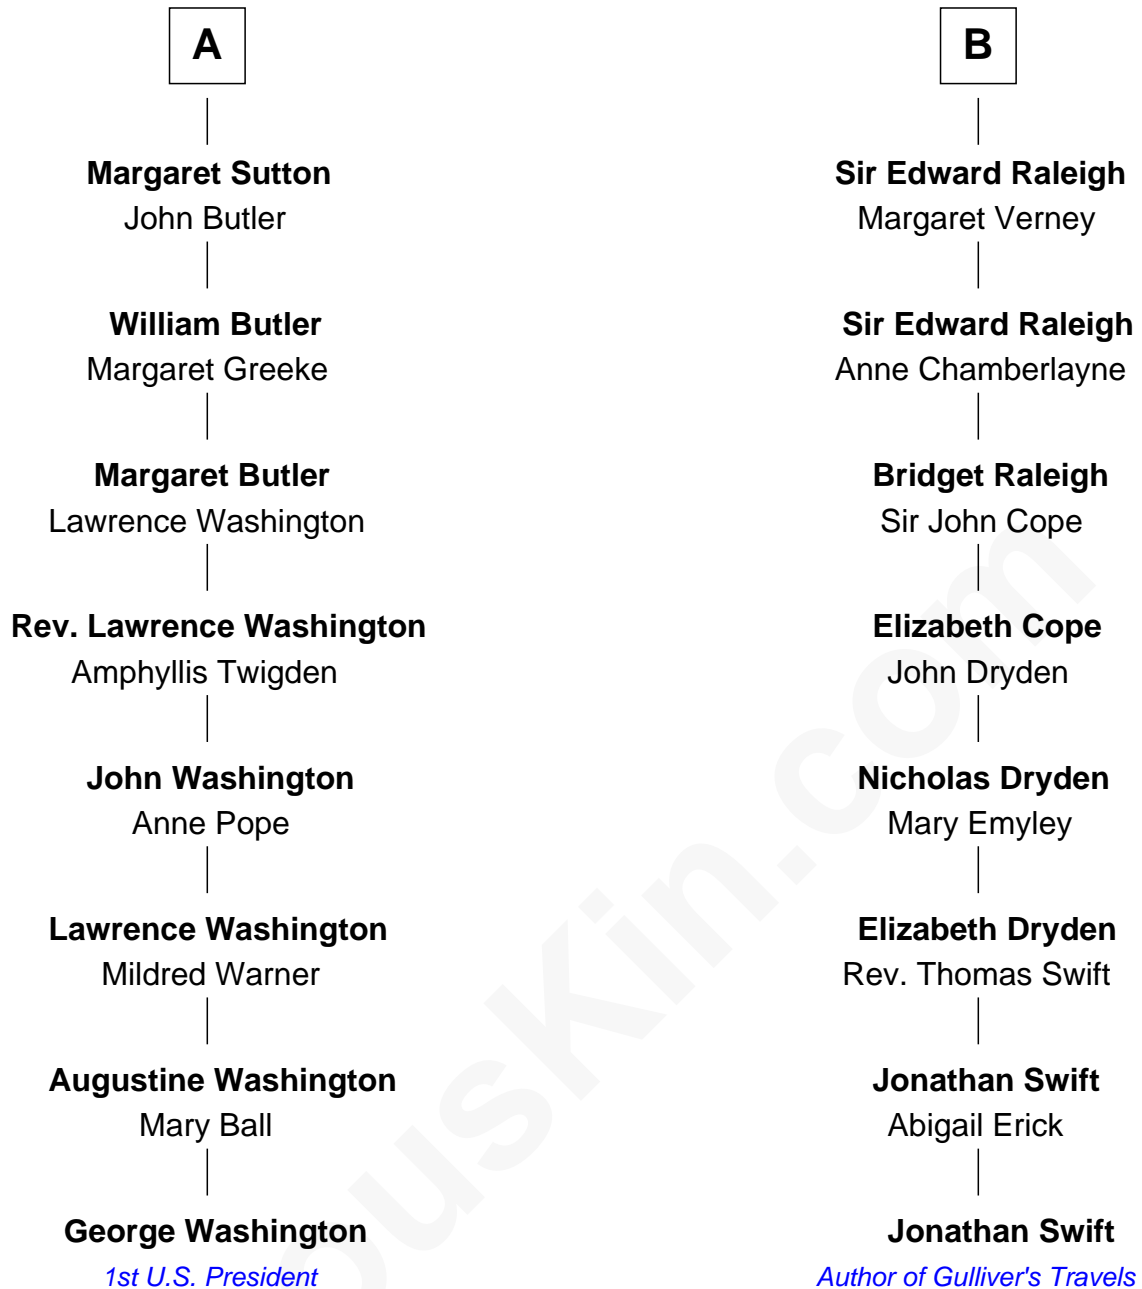 A
Margaret Sutton
John Butler
William Butler
Margaret Greeke
Margaret Butler
Lawrence Washington
Rev. Lawrence Washington
Amphyllis Twigden
John Washington
Anne Pope
Lawrence Washington
Mildred Warner
Augustine Washington
Mary Ball
George Washington
1st U.S. President
B
Sir Edward Raleigh
Margaret Verney
Sir Edward Raleigh
Anne Chamberlayne
Bridget Raleigh
Sir John Cope
Elizabeth Cope
John Dryden
Nicholas Dryden
Mary Emyley
Elizabeth Dryden
Rev. Thomas Swift
Jonathan Swift
Abigail Erick
Jonathan Swift
Author of Gulliver's Travels
ousKin.com